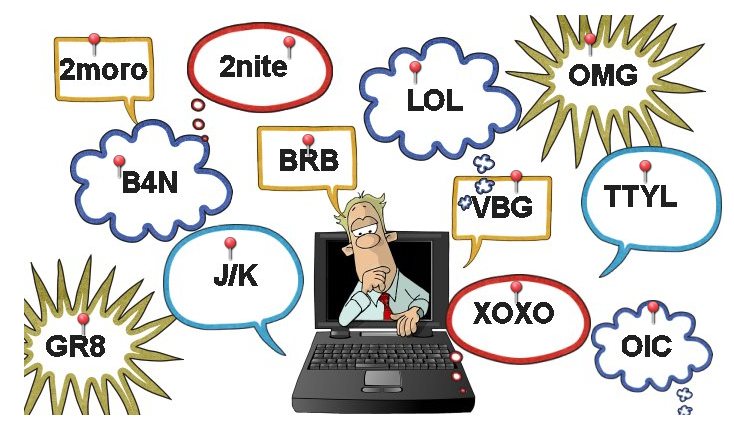 2moro
2nite
LOL
OMG
B4N
BRB
VBG
TTYL
J/K
XOXO
GR8
OIC